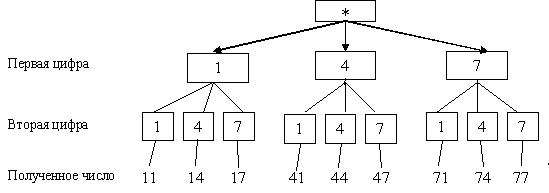 *
Первая цифра 1 4 7
Вторая цифра 1 4 7 1 4 7 1 4 7
Полученное число 11 14 17 41 44 47 71 74 77